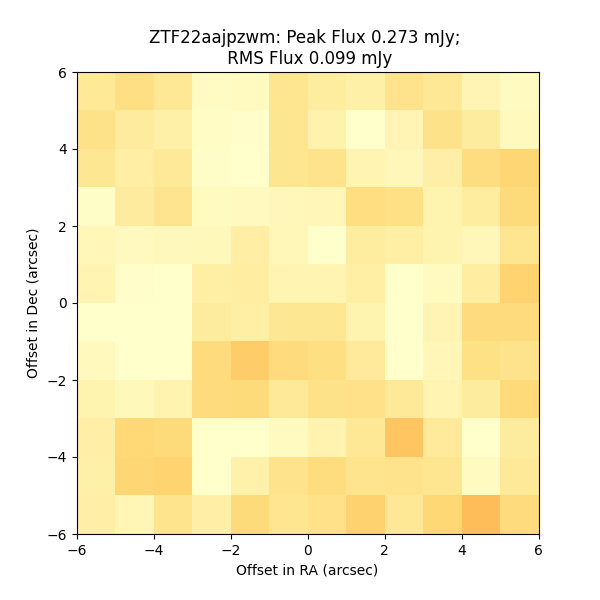 ZTF22aajpzwm: Peak Flux 0.273 mJy;
RMS Flux 0.099 mJy
6
4
2
0
−2
−4
−6
Offset in Dec (arcsec)
−6 −4 −2 0 2 4 6
Offset in RA (arcsec)